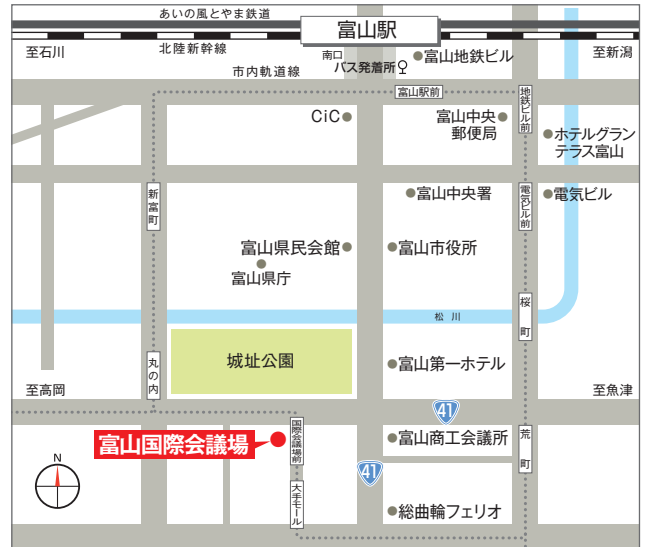 あいの風とやま鉄道
富山駅
至石川
北陸新幹線
南口
富山地鉄ビル
至新潟
バス発着所
市内軌道線
富山駅前
地鉄ビル前
CiC
富山中央
郵便局
ホテルグラン
テラス富山
新富町
富山中央署
電気ビル前
電気ビル
富山県民会館
富山市役所
富山県庁
松川
桜町
城址公園
丸の内
富山第一ホテル
至高岡
至魚津
41
富山国際会議場
国際会議場前
富山商工会議所
荒町
N
41
大手モール
総曲輪フェリオ